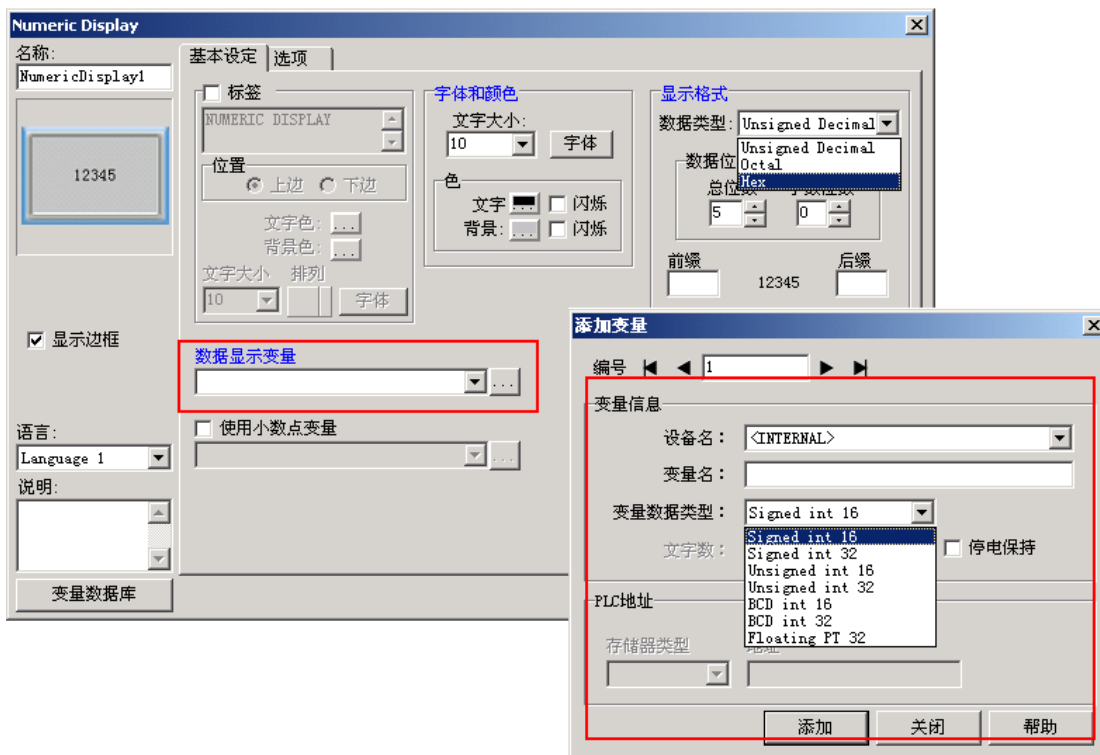 Numeric Display
名称:
NumericDisplay1
12345
显示边框
语言:
Language 1
说明:
变量数据库
基本设定
选项
标签
NUMERIC DISPLAY
位置
上边 下边
文字色: ...
背景色: ...
文字大小 排列
10 字体
字体和颜色
文字大小:
10 字体
色
文字 ... 闪烁
背景: ... 闪烁
显示格式
数据类型: Unsigned Decimal
Unsigned Decimal
Octal
Hex
数据位
总位数
5 0
前缀 12345 后缀
数据显示变量
...
使用小数点变量
...
添加变量
编号 1
变量信息
设备名: <INTERNAL>
变量名:
变量数据类型: Signed int 16
Signed int 16
Signed int 32
Unsigned int 16
Unsigned int 32
BCD int 16
BCD int 32
Floating PT 32
文字数:
停电保持
PLC地址
存储器类型
添加 关闭 帮助